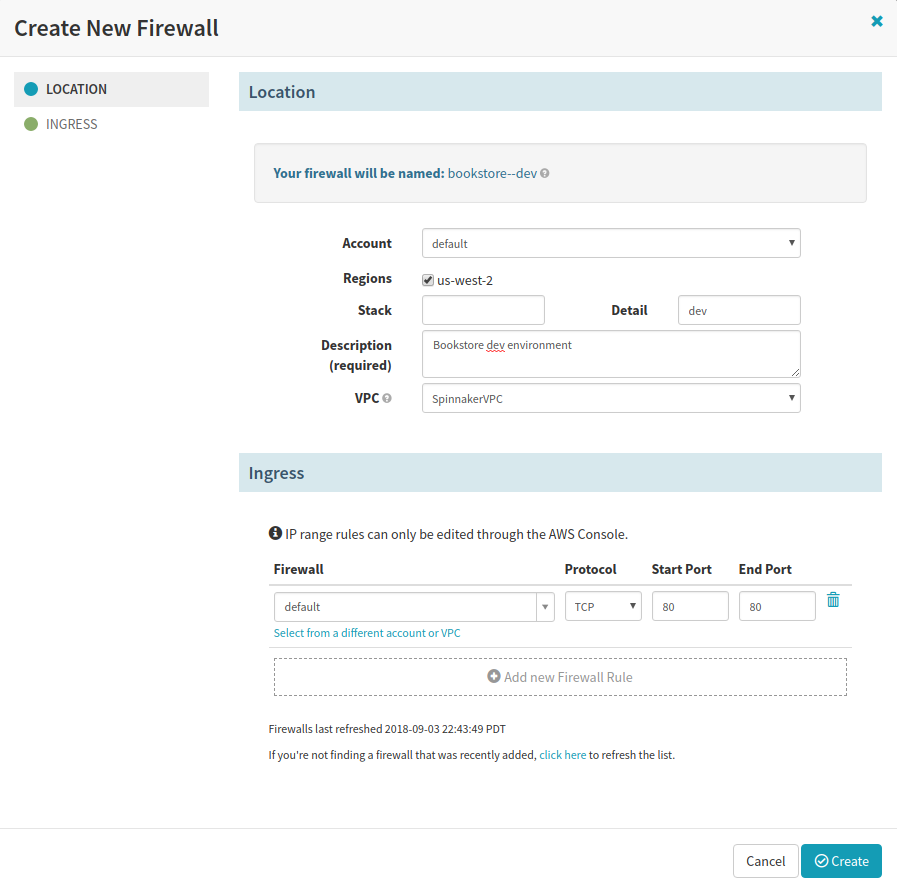 Create New Firewall
LOCATION
INGRESS
Location
Your firewall will be named: bookstore--dev
Account default
Regions us-west-2
Stack Detail dev
Description (required) Bookstore dev environment
VPC SpinnakerVPC
Ingress
IP range rules can only be edited through the AWS Console.
Firewall Protocol Start Port End Port
default TCP 80 80
Select from a different account or VPC
Add new Firewall Rule
Firewalls last refreshed 2018-09-03 22:43:49 PDT
If you're not finding a firewall that was recently added, click here to refresh the list.
Cancel Create